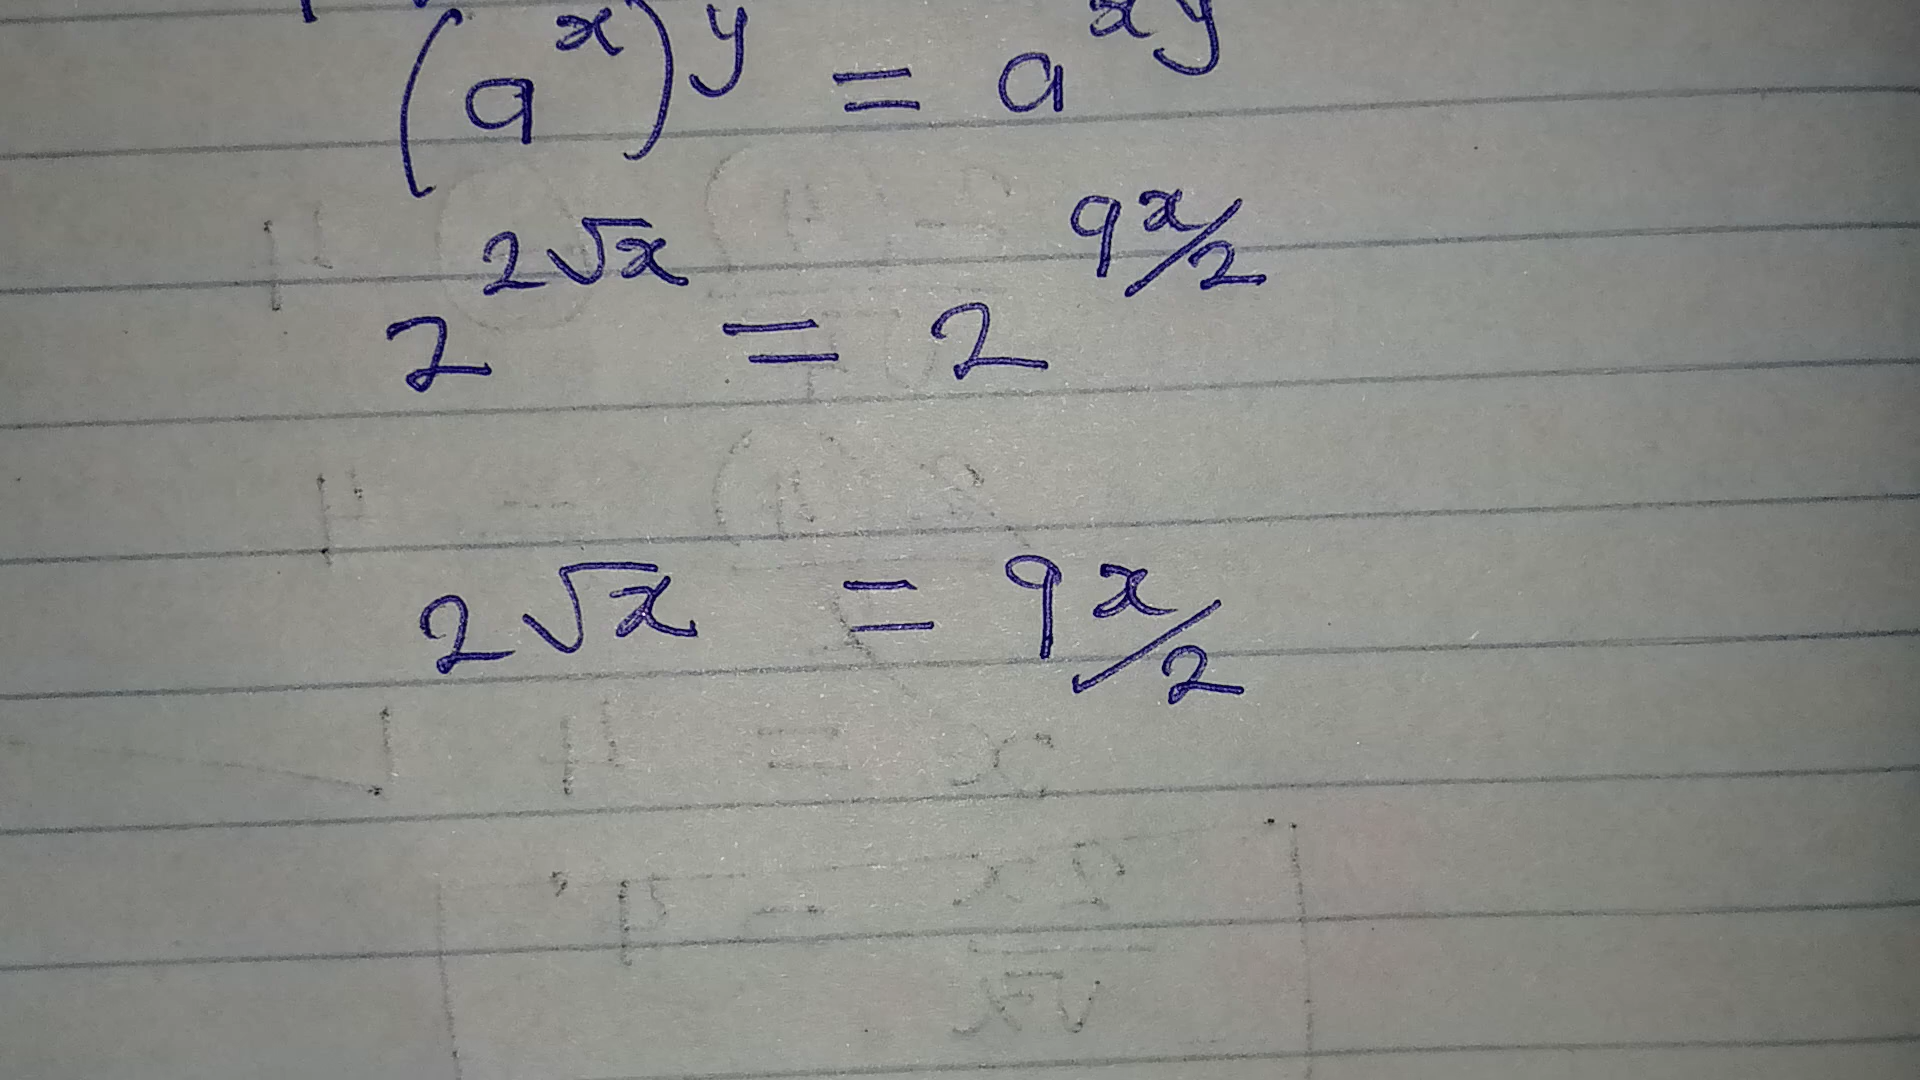 (a^x)^y = a^xy
2^2√x = 2^9x/2
2√x = 9x/2